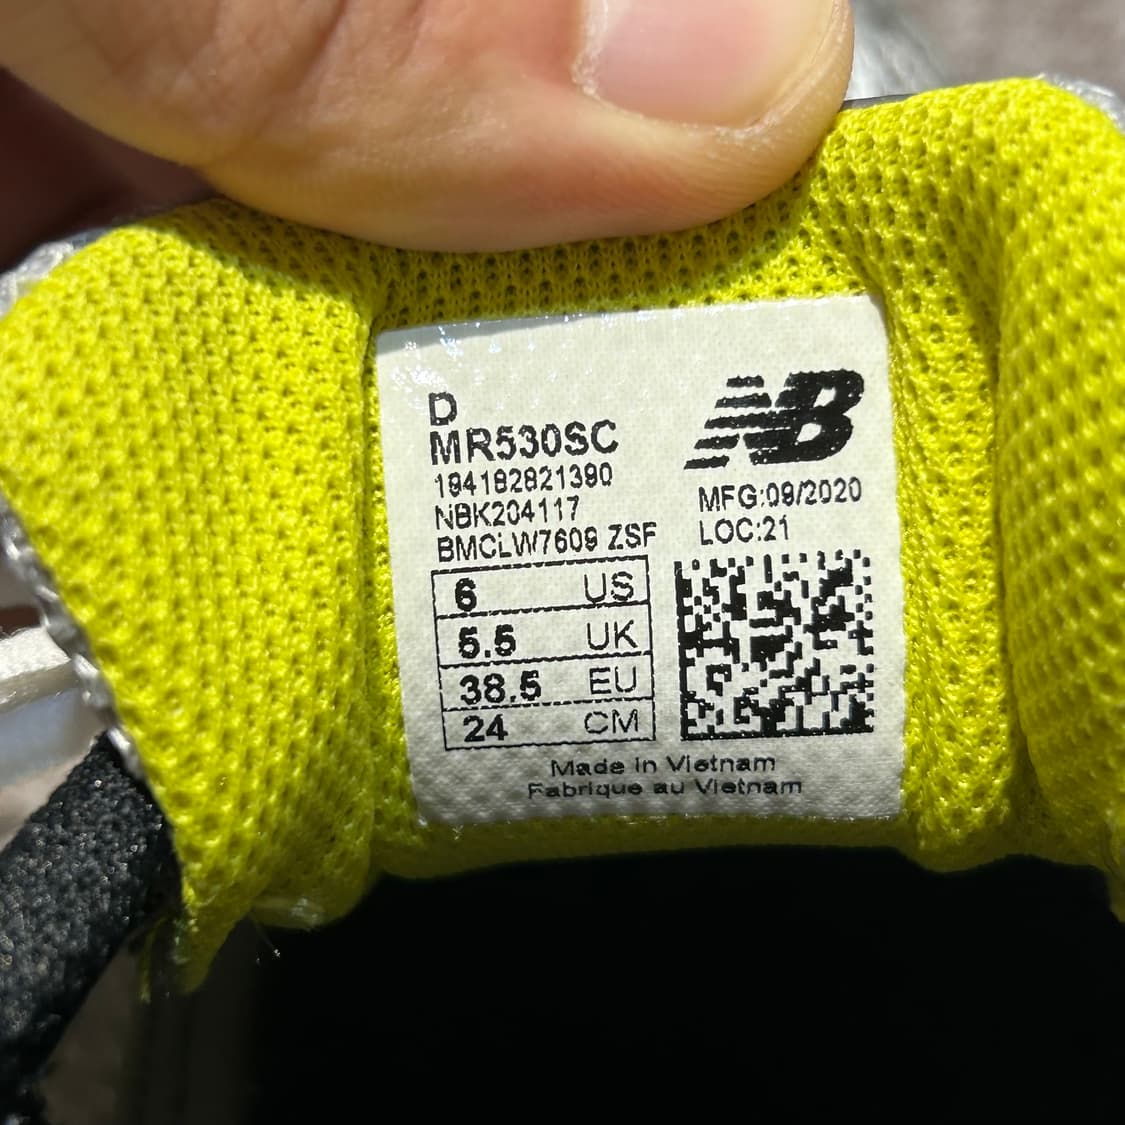 D
MR530SC
194182821390
NBK204117
BMCLW7609 ZSF
NB
MFG:09/2020
LOC:21
6 US
5.5 UK
38.5 EU
24 CM
Made in Vietnam
Fabrique au Vietnam